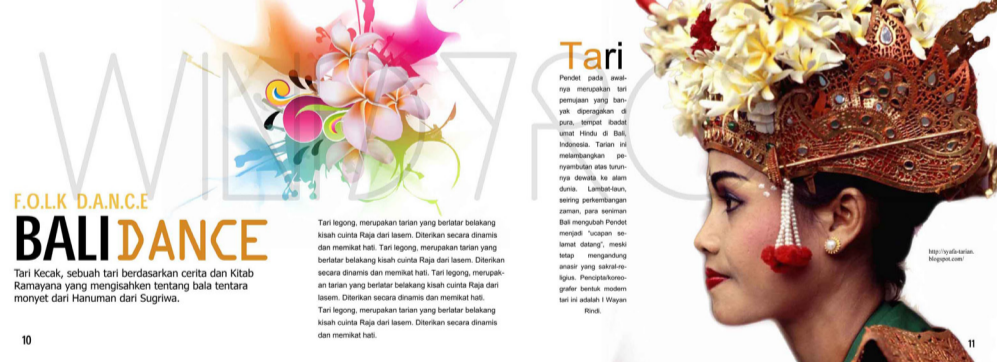 F.O.L.K D.A.N.C.E
BALI DANCE
Tari Kecak, sebuah tari berdasarkan cerita dan Kitab
Ramayana yang mengisahkan tentang bala tentara
monyet dari Hanuman dari Sugriwa.
10
Tari legong, merupakan tarian yang berlatar belakang
kisah cuinta Raja dari lasem. Diterikan secara dinamis
dan memikat hati. Tari legong, merupakan tarian yang
berlatar belakang kisah cuinta Raja dari lasem. Diterikan
secara dinamis dan memikat hati. Tari legong, merupak-
an tarian yang berlatar belakang kisah cuinta Raja dari
lasem. Diterikan secara dinamis dan memikat hati.
Tari legong, merupakan tarian yang berlatar belakang
kisah cuinta Raja dari lasem. Diterikan secara dinamis
dan memikat hati.
Tari
Pendet pada awal-
nya merupakan tari
pemujaan yang ban-
yak diperagakan di
pura, tempat ibadat
umat Hindu di Bali,
Indonesia. Tarian ini
melambangkan pe-
nyambutan atas turun-
nya dewata ke alam
dunia. Lambat-laun,
seiring perkembangan
zaman, para seniman
Bali mengubah Pendet
menjadi "ucapan se-
lamat datang", meski
tetap mengandung
anasir yang sakral-re-
ligius. Pencipta/koreo-
grafer bentuk modern
tari ini adalah I Wayan
Rindi.
http://syafa-tarian.
blogspot.com/
11